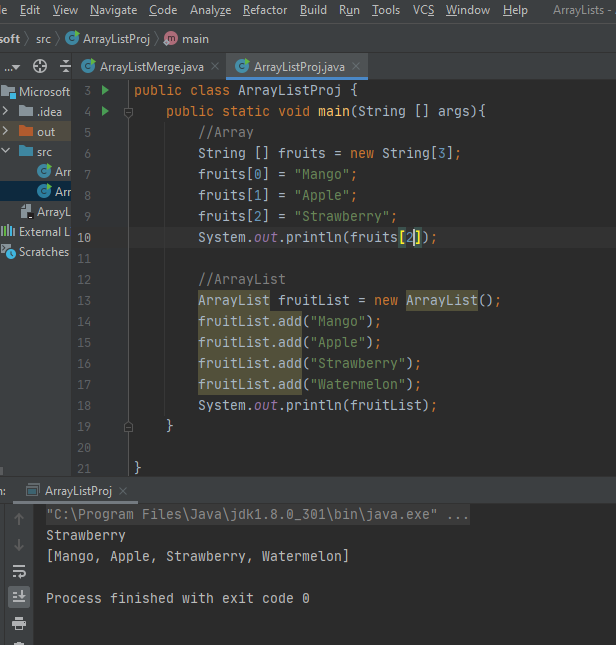 le Edit View Navigate Code Analyze Refactor Build Run Tools VCS Window Help ArrayLists -
soft src ArrayListProj main
... ArrayListMerge.java ArrayListProj.java
Microsoft
.idea
out
src
Arr
Arr
ArrayL
External L
Scratches
3 public class ArrayListProj {
4 public static void main(String [] args){
5 //Array
6 String [] fruits = new String[3];
7 fruits[0] = "Mango";
8 fruits[1] = "Apple";
9 fruits[2] = "Strawberry";
10 System.out.println(fruits[2]);
11
12 //ArrayList
13 ArrayList fruitList = new ArrayList();
14 fruitList.add("Mango");
15 fruitList.add("Apple");
16 fruitList.add("Strawberry");
17 fruitList.add("Watermelon");
18 System.out.println(fruitList);
19 }
20
21 }
n: ArrayListProj
"C:\Program Files\Java\jdk1.8.0_301\bin\java.exe" ...
Strawberry
[Mango, Apple, Strawberry, Watermelon]
Process finished with exit code 0